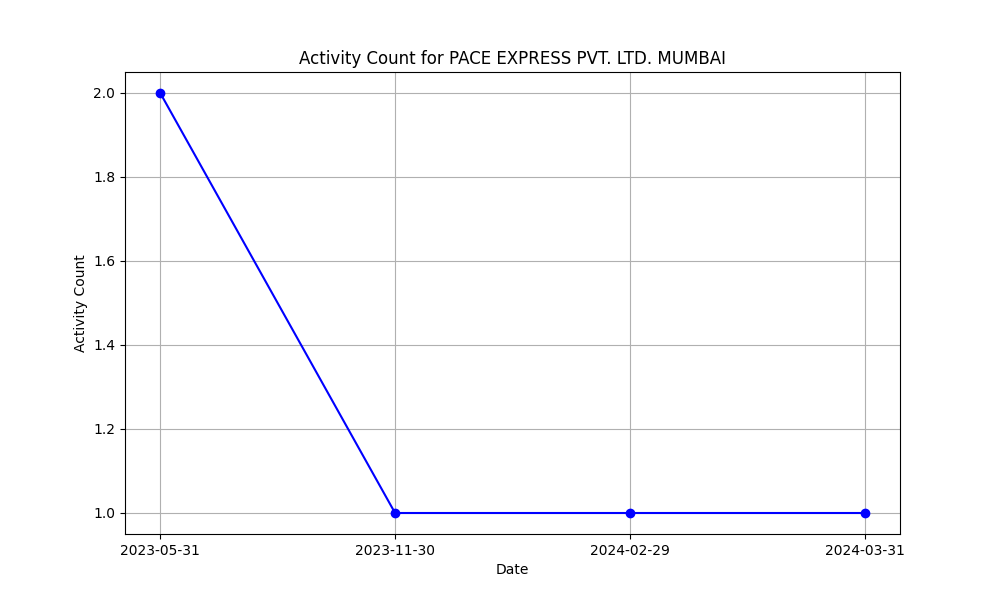 Activity Count for PACE EXPRESS PVT. LTD. MUMBAI
Activity Count
2.0
1.8
1.6
1.4
1.2
1.0
2023-05-31 2023-11-30 2024-02-29 2024-03-31
Date